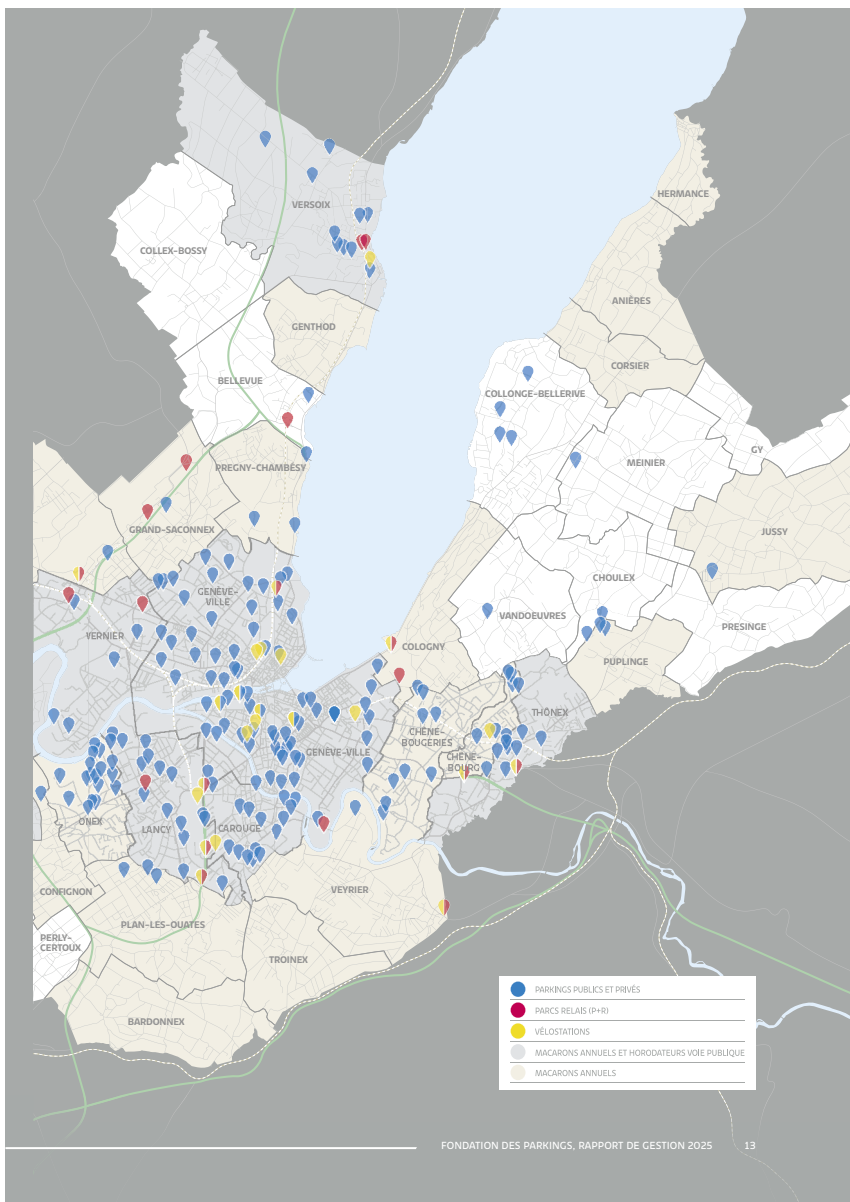 HERMANCE
VERSOIX
COLLEX-BOSSY
ANIÈRES
GENTHOD
CORSIER
BELLEVUE
COLLONGE-BELLERIVE
GY
MEINIER
PREGNY-CHAMBÉSY
GRAND-SACONNEX
JUSSY
CHOULEX
GENÈVE-
VILLE
VANDOEUVRES
PRESINGE
VERNIER
COLOGNY
PUPLINGE
THÔNEX
CHÊNE-
BOUGERIES
GENÈVE-VILLE
CHÊNE-
BOURG
ONEX
LANCY
CAROUGE
CONFIGNON
VEYRIER
PLAN-LES-OUATES
PERLY-
CERTOUX
TROINEX
BARDONNEX
PARKINGS PUBLICS ET PRIVÉS
PARCS RELAIS (P+R)
VÉLOSTATIONS
MACARONS ANNUELS ET HORODATEURS VOIE PUBLIQUE
MACARONS ANNUELS
FONDATION DES PARKINGS, RAPPORT DE GESTION 2025 13